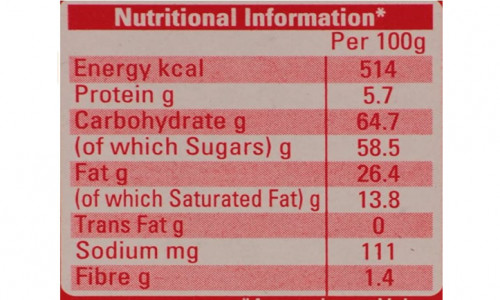 Nutritional Information*
Per 100g
Energy kcal 514
Protein g 5.7
Carbohydrate g 64.7
(of which Sugars) g 58.5
Fat g 26.4
(of which Saturated Fat) g 13.8
Trans Fat g 0
Sodium mg 111
Fibre g 1.4